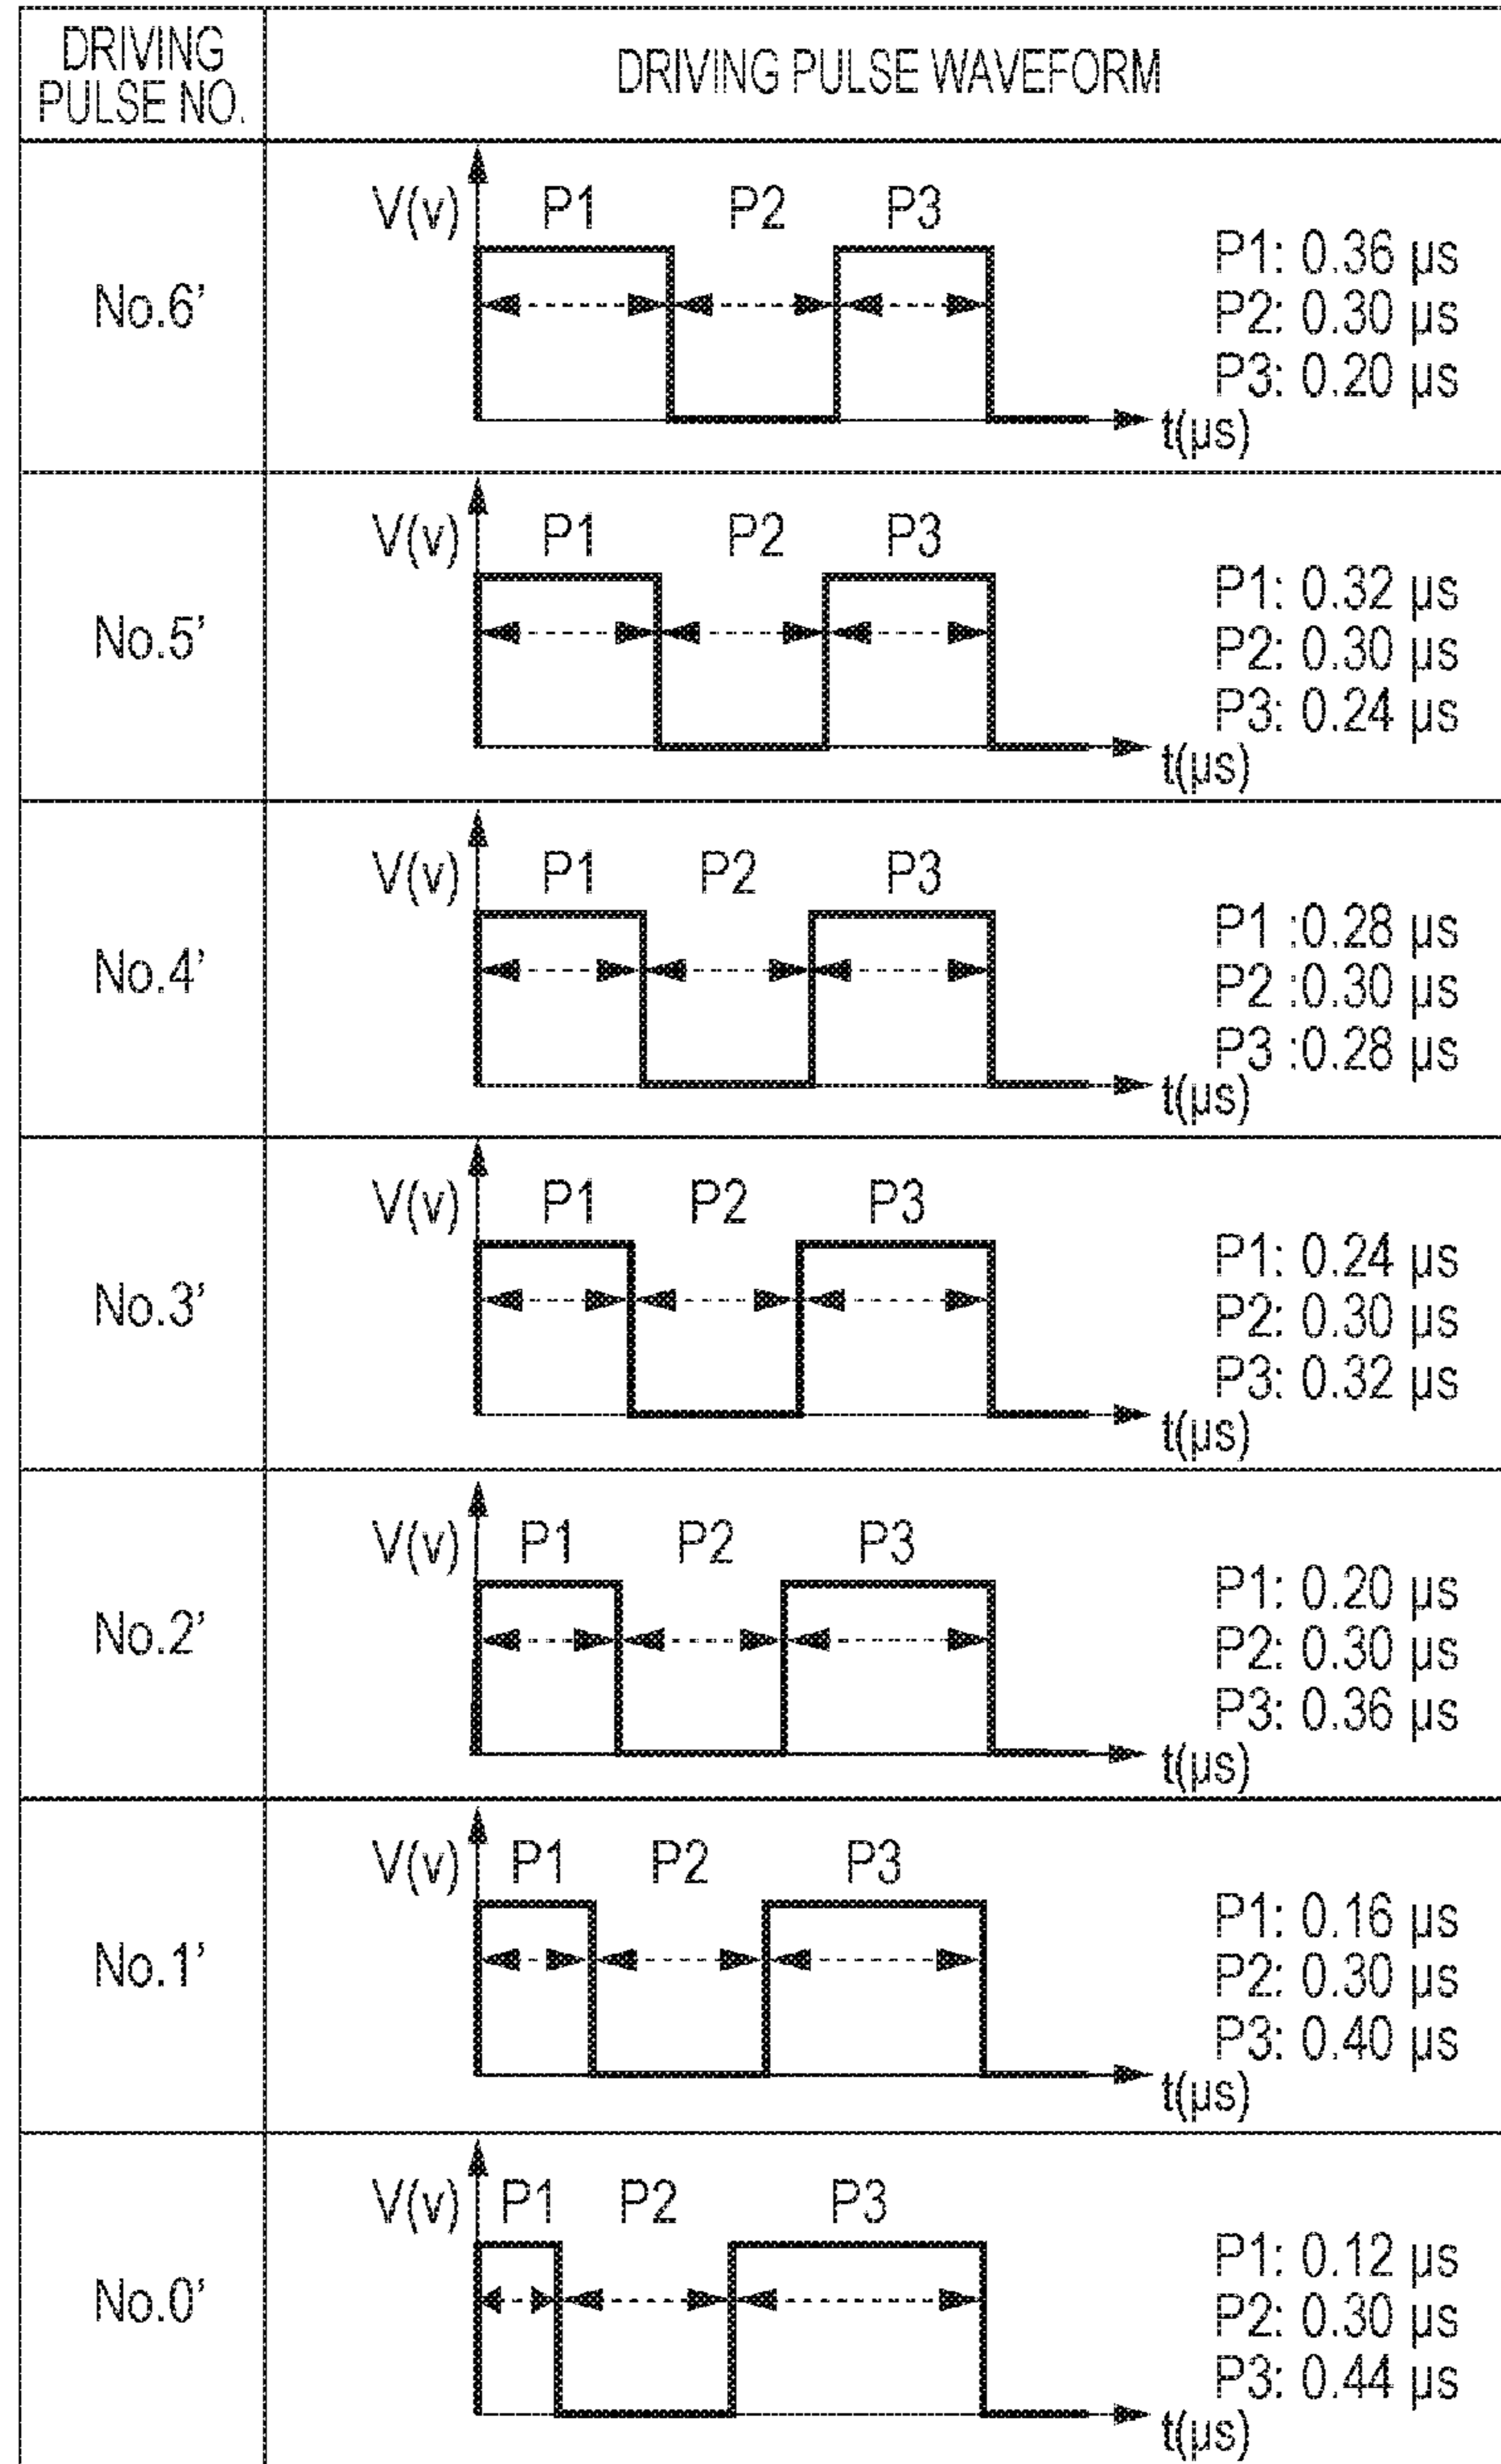 DRIVING
PULSE NO.
DRIVING PULSE WAVEFORM
No.6’
V(v)
P1 P2 P3
t(µs)
P1: 0.36 µs
P2: 0.30 µs
P3: 0.20 µs
No.5’
V(v)
P1 P2 P3
t(µs)
P1: 0.32 µs
P2: 0.30 µs
P3: 0.24 µs
No.4’
V(v)
P1 P2 P3
t(µs)
P1 :0.28 µs
P2 :0.30 µs
P3 :0.28 µs
No.3’
V(v)
P1 P2 P3
t(µs)
P1: 0.24 µs
P2: 0.30 µs
P3: 0.32 µs
No.2’
V(v)
P1 P2 P3
t(µs)
P1: 0.20 µs
P2: 0.30 µs
P3: 0.36 µs
No.1’
V(v)
P1 P2 P3
t(µs)
P1: 0.16 µs
P2: 0.30 µs
P3: 0.40 µs
No.0’
V(v)
P1 P2 P3
t(µs)
P1: 0.12 µs
P2: 0.30 µs
P3: 0.44 µs